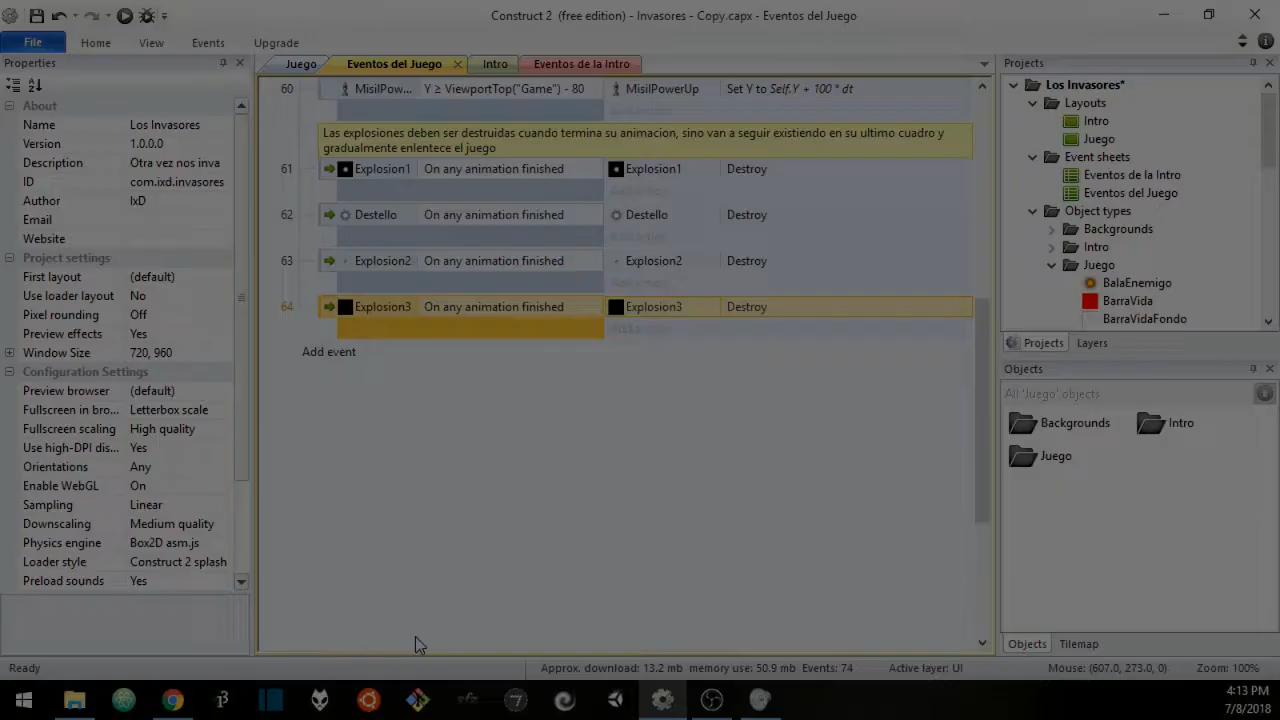 Construct 2 (free edition) - Invasores - Copy.capx - Eventos del Juego
File Home View Events Upgrade
Properties
Juego Eventos del Juego Intro Eventos de la Intro
Projects
About
Name Los Invasores
Version 1.0.0.0
Description Otra vez nos inva
ID com.ixd.invasores
Author IxD
Email
Website
Project settings
First layout (default)
Use loader layout No
Pixel rounding Off
Preview effects Yes
Window Size 720, 960
Configuration Settings
Preview browser (default)
Fullscreen in bro... Letterbox scale
Fullscreen scaling High quality
Use high-DPI dis... Yes
Orientations Any
Enable WebGL On
Sampling Linear
Downscaling Medium quality
Physics engine Box2D asm.js
Loader style Construct 2 splash
Preload sounds Yes
60 MisilPow... Y ≥ ViewportTop("Game") - 80 MisilPowerUp Set Y to Self.Y + 100 * dt
Add action
Las explosiones deben ser destruidas cuando termina su animacion, sino van a seguir existiendo en su ultimo cuadro y
gradualmente enlentece el juego
61 Explosion1 On any animation finished Explosion1 Destroy
Add action
62 Destello On any animation finished Destello Destroy
Add action
63 Explosion2 On any animation finished Explosion2 Destroy
Add action
64 Explosion3 On any animation finished Explosion3 Destroy
Add action
Add event
Los Invasores*
Layouts
Intro
Juego
Event sheets
Eventos de la Intro
Eventos del Juego
Object types
Backgrounds
Intro
Juego
BalaEnemigo
BarraVida
BarraVidaFondo
Projects Layers
Objects
All 'Juego' objects
Backgrounds Intro
Juego
Objects Tilemap
Ready Approx. download: 13.2 mb memory use: 50.9 mb Events: 74 Active layer: UI Mouse: (607.0, 273.0, 0) Zoom: 100%
4:13 PM
7/8/2018